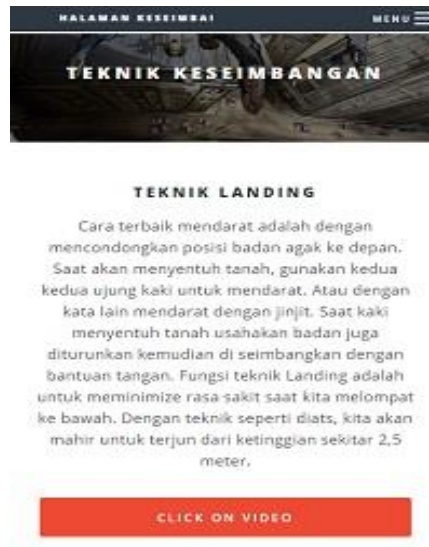 HALAMAN KESEIMBAI
MENU
TEKNIK KESEIMBANGAN
TEKNIK LANDING
Cara terbaik mendarat adalah dengan
mencondongkan posisi badan agak ke depan.
Saat akan menyentuh tanah, gunakan kedua
kedua ujung kaki untuk mendarat. Atau dengan
kata lain mendarat dengan jinjit. Saat kaki
menyentuh tanah usahakan badan juga
diturunkan kemudian di seimbangkan dengan
bantuan tangan. Fungsi teknik Landing adalah
untuk meminimize rasa sakit saat kita melompat
ke bawah. Dengan teknik seperti diats, kita akan
mahir untuk terjun dari ketinggian sekitar 2,5
meter.
CLICK ON VIDEO